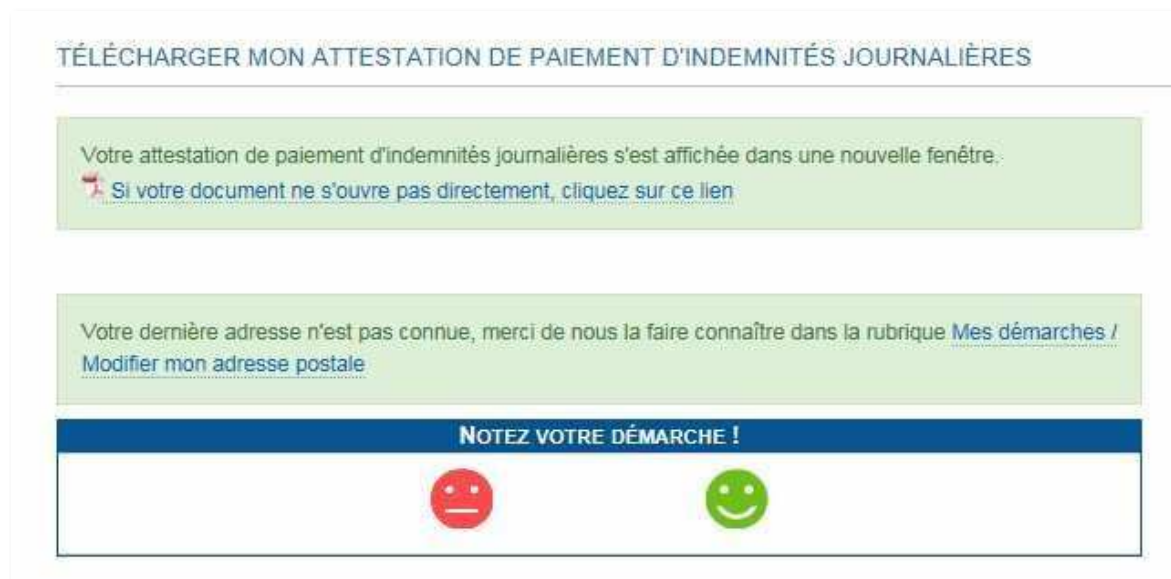 TÉLÉCHARGER MON ATTESTATION DE PAIEMENT D'INDEMNITÉS JOURNALIÈRES
Votre attestation de paiement d'indemnités journalières s'est affichée dans une nouvelle fenêtre.
Si votre document ne s'ouvre pas directement, cliquez sur ce lien
Votre dernière adresse n'est pas connue, merci de nous la faire connaître dans la rubrique Mes démarches /
Modifier mon adresse postale
NOTEZ VOTRE DÉMARCHE !